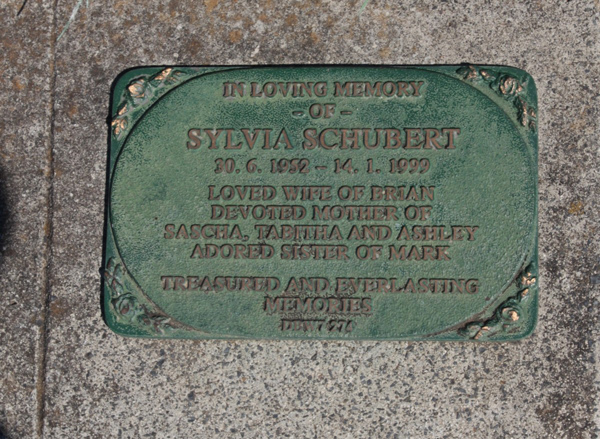 IN LOVING MEMORY
- OF -
SYLVIA SCHUBERT
30. 6. 1952 - 14. 1. 1999
LOVED WIFE OF BRIAN
DEVOTED MOTHER OF
SASCHA, TABITHA AND ASHLEY
ADORED SISTER OF MARK
TREASURED AND EVERLASTING
MEMORIES